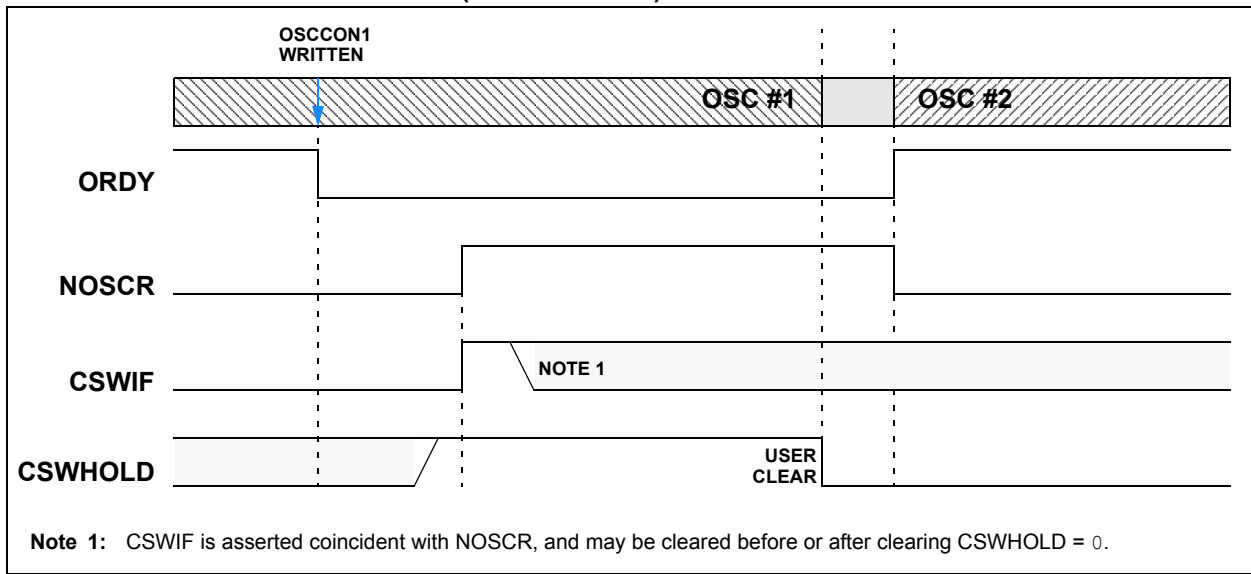 OSCCON1
WRITTEN
OSC #1
OSC #2
ORDY
NOSCR
CSWIF
NOTE 1
CSWHOLD
USER
CLEAR
Note 1: CSWIF is asserted coincident with NOSCR, and may be cleared before or after clearing CSWHOLD = 0.